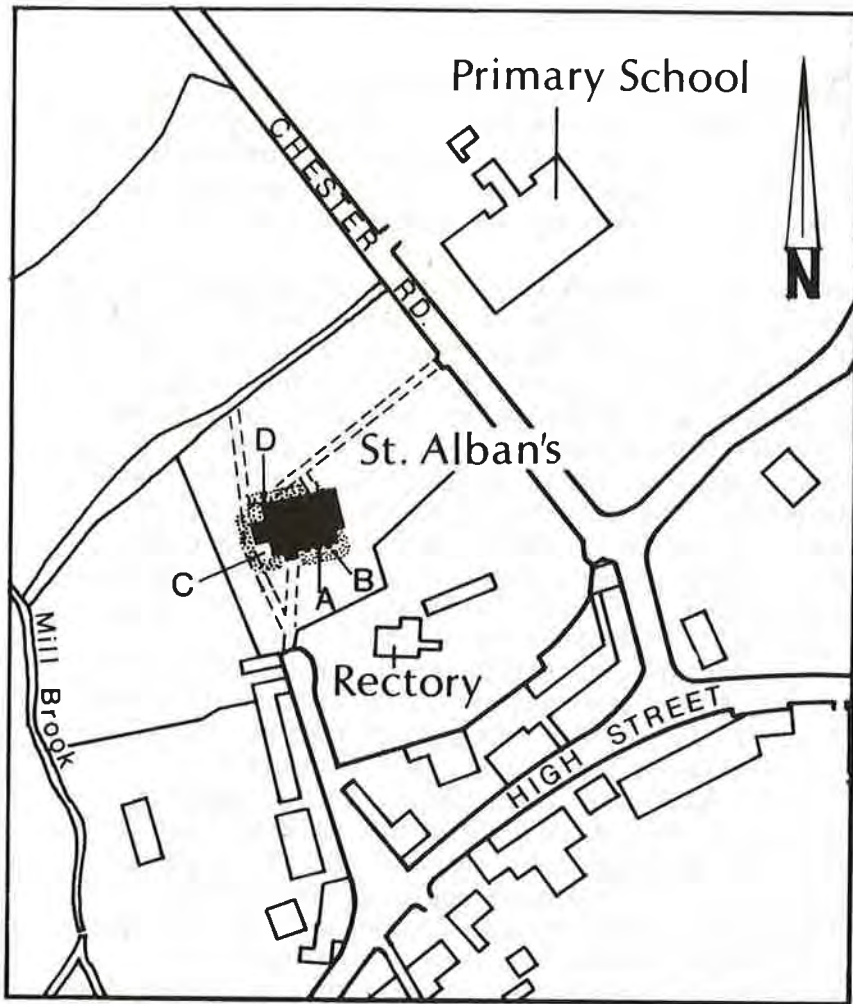 Primary School
CHESTER RD.
N
D
St. Alban's
C
A
B
Mill Brook
Rectory
HIGH STREET